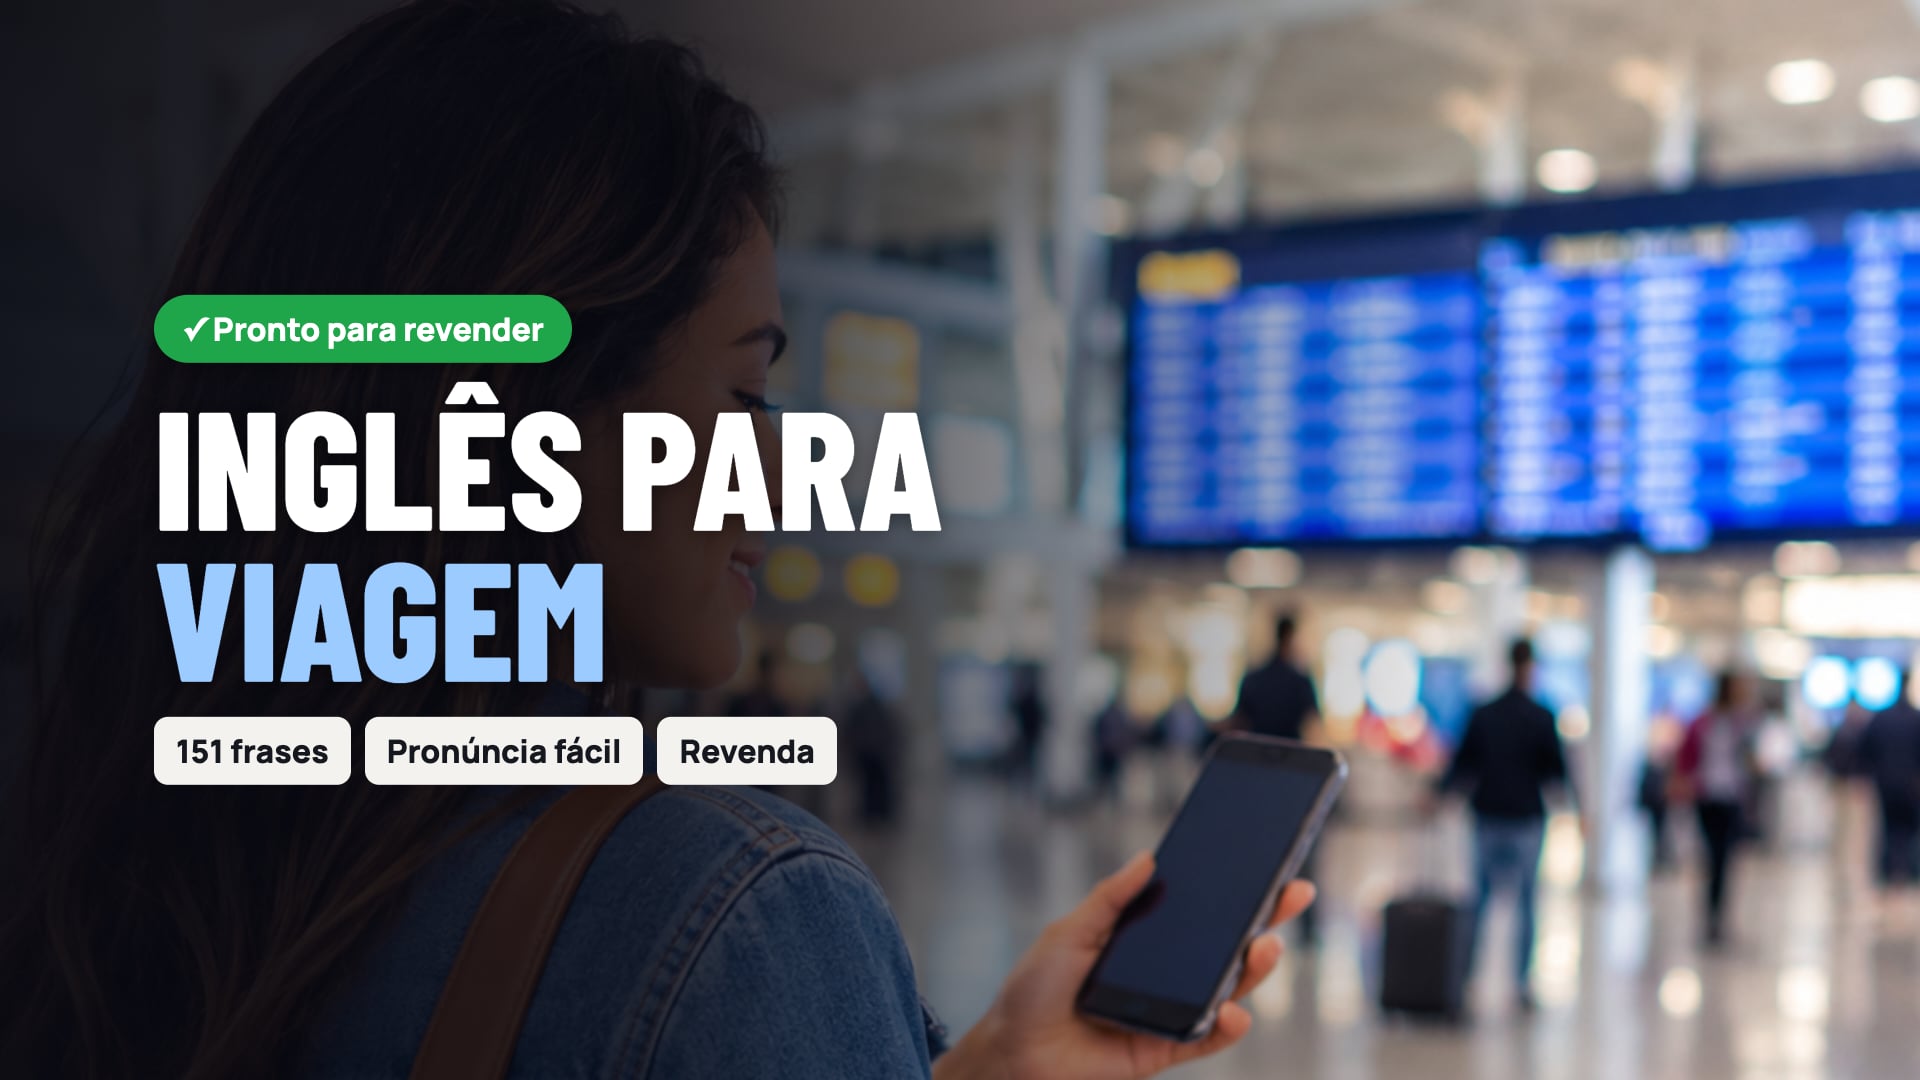 ✓Pronto para revender
INGLÊS PARA
VIAGEM
151 frases
Pronúncia fácil
Revenda